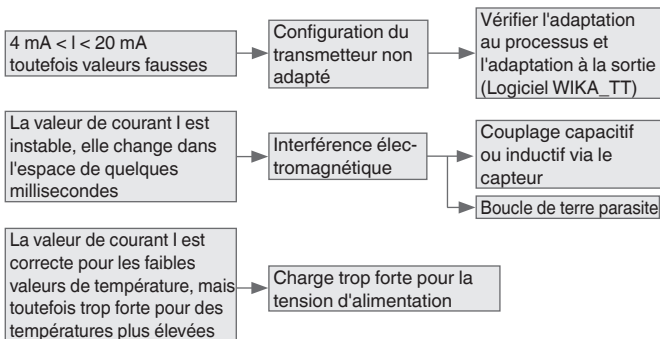 4 mA < I < 20 mA
toutefois valeurs fausses
Configuration du
transmetteur non
adapté
Vérifier l'adaptation
au processus et
l'adaptation à la sortie
(Logiciel WIKA_TT)
La valeur de courant I est
instable, elle change dans
l'espace de quelques
millisecondes
Interférence élec-
tromagnétique
Couplage capacitif
ou inductif via le
capteur
Boucle de terre parasite
La valeur de courant I est
correcte pour les faibles
valeurs de température, mais
toutefois trop forte pour des
températures plus élevées
Charge trop forte pour la
tension d'alimentation